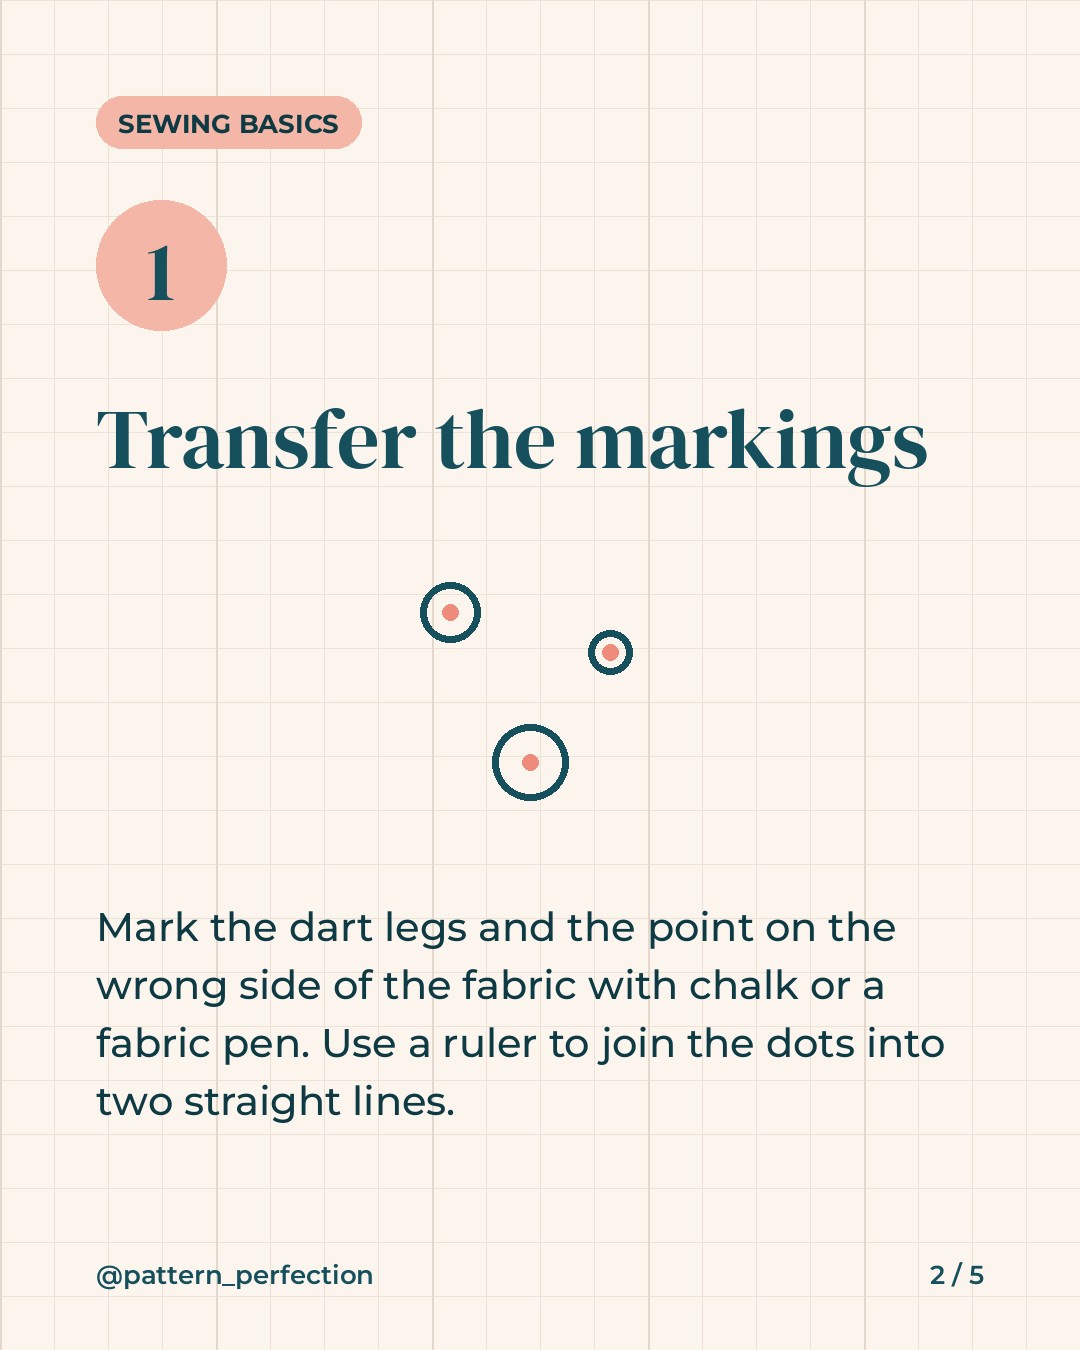 SEWING BASICS
1
Transfer the markings
Mark the dart legs and the point on the
wrong side of the fabric with chalk or a
fabric pen. Use a ruler to join the dots into
two straight lines.
@pattern_perfection
2 / 5